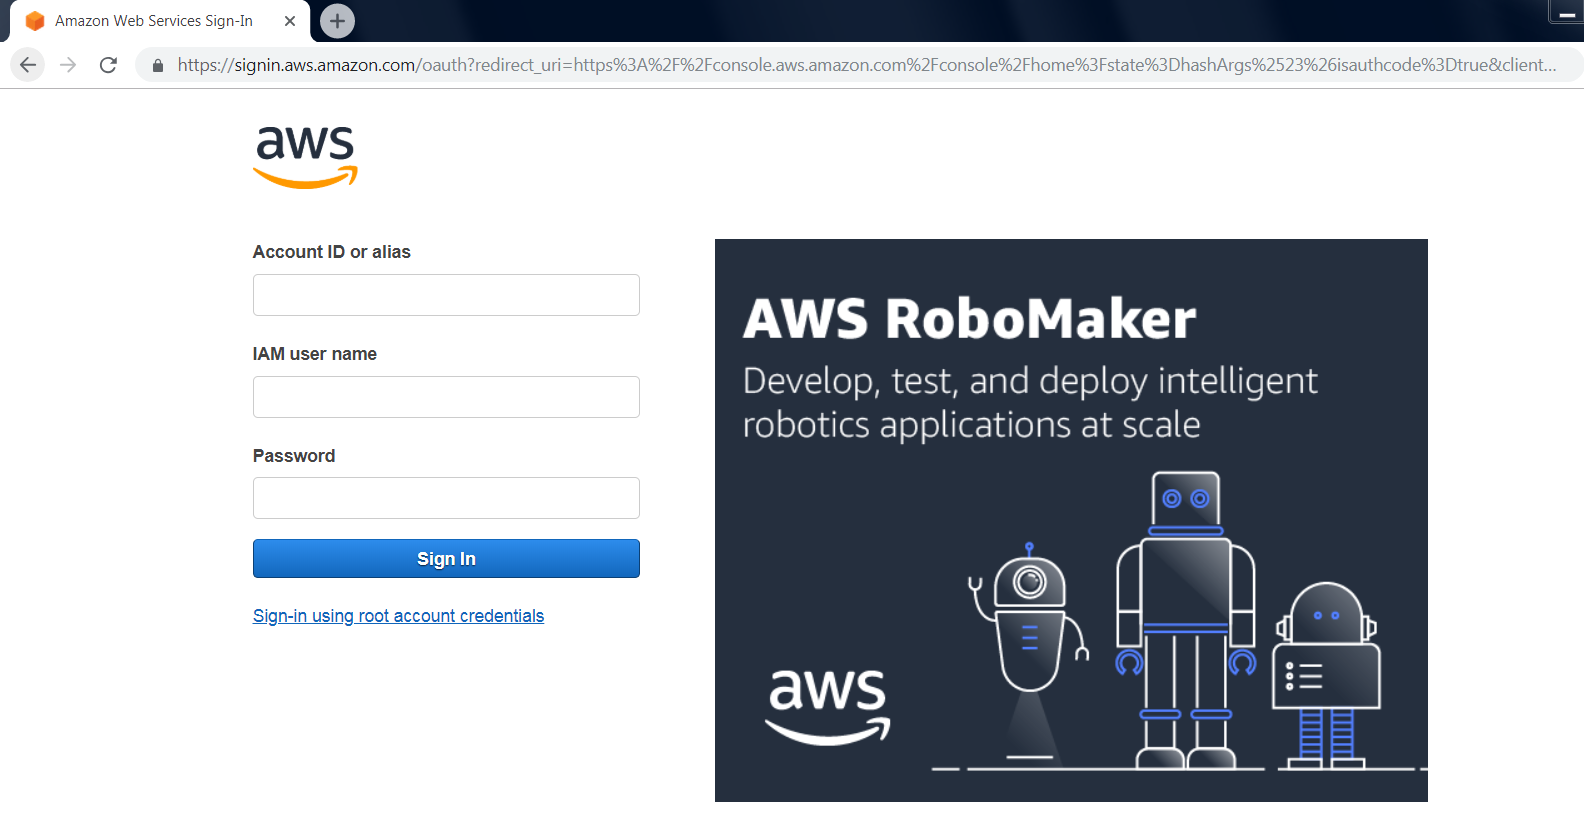 Amazon Web Services Sign-In
https://signin.aws.amazon.com/oauth?redirect_uri=https%3A%2F%2Fconsole.aws.amazon.com%2Fconsole%2Fhome%3Fstate%3DhashArgs%2523%26isauthcode%3Dtrue&client...
aws
Account ID or alias
IAM user name
Password
Sign In
Sign-in using root account credentials
AWS RoboMaker
Develop, test, and deploy intelligent
robotics applications at scale
aws